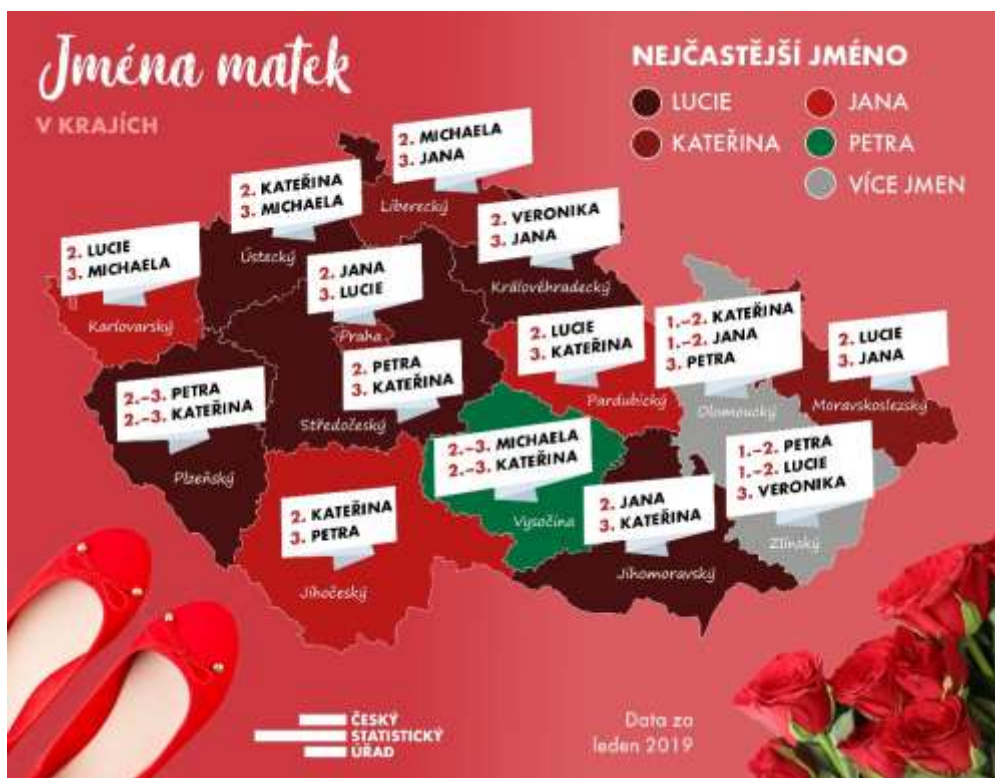 Jména matek
V KRAJÍCH
NEJČASTĚJŠÍ JMÉNO
LUCIE
JANA
KATEŘINA
PETRA
VÍCE JMEN
2. MICHAELA
3. JANA
Liberecký
2. KATEŘINA
3. MICHAELA
Ústecký
2. VERONIKA
3. JANA
Královéhradecký
2. LUCIE
3. MICHAELA
Karlovarský
2. JANA
3. LUCIE
Praha
2. LUCIE
3. KATEŘINA
Pardubický
1.–2. KATEŘINA
1.–2. JANA
3. PETRA
Olomoucký
2. LUCIE
3. JANA
Moravskoslezský
2. PETRA
3. KATEŘINA
Středočeský
2.–3. PETRA
2.–3. KATEŘINA
Plzeňský
2.–3. MICHAELA
2.–3. KATEŘINA
Vysočina
1.–2. PETRA
1.–2. LUCIE
3. VERONIKA
Zlínský
2. KATEŘINA
3. PETRA
Jihočeský
2. JANA
3. KATEŘINA
Jihomoravský
ČESKÝ
STATISTICKÝ
ÚŘAD
Data za
leden 2019